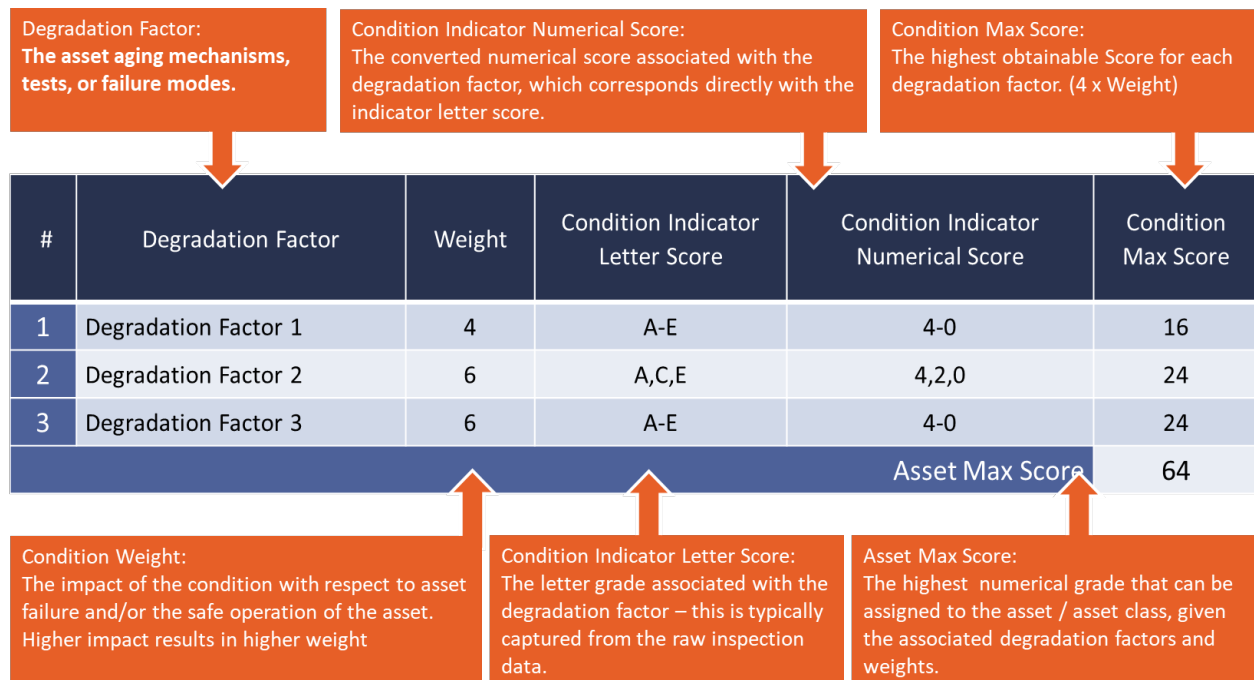 Degradation Factor:
The asset aging mechanisms,
tests, or failure modes.
Condition Indicator Numerical Score:
The converted numerical score associated with the
degradation factor, which corresponds directly with the
indicator letter score.
Condition Max Score:
The highest obtainable Score for each
degradation factor. (4 x Weight)
# Degradation Factor Weight Condition Indicator Letter Score Condition Indicator Numerical Score Condition Max Score
1 Degradation Factor 1 4 A-E 4-0 16
2 Degradation Factor 2 6 A,C,E 4,2,0 24
3 Degradation Factor 3 6 A-E 4-0 24
Asset Max Score 64
Condition Weight:
The impact of the condition with respect to asset
failure and/or the safe operation of the asset.
Higher impact results in higher weight
Condition Indicator Letter Score:
The letter grade associated with the
degradation factor – this is typically
captured from the raw inspection
data.
Asset Max Score:
The highest  numerical grade that can be
assigned to the asset / asset class, given
the associated degradation factors and
weights.